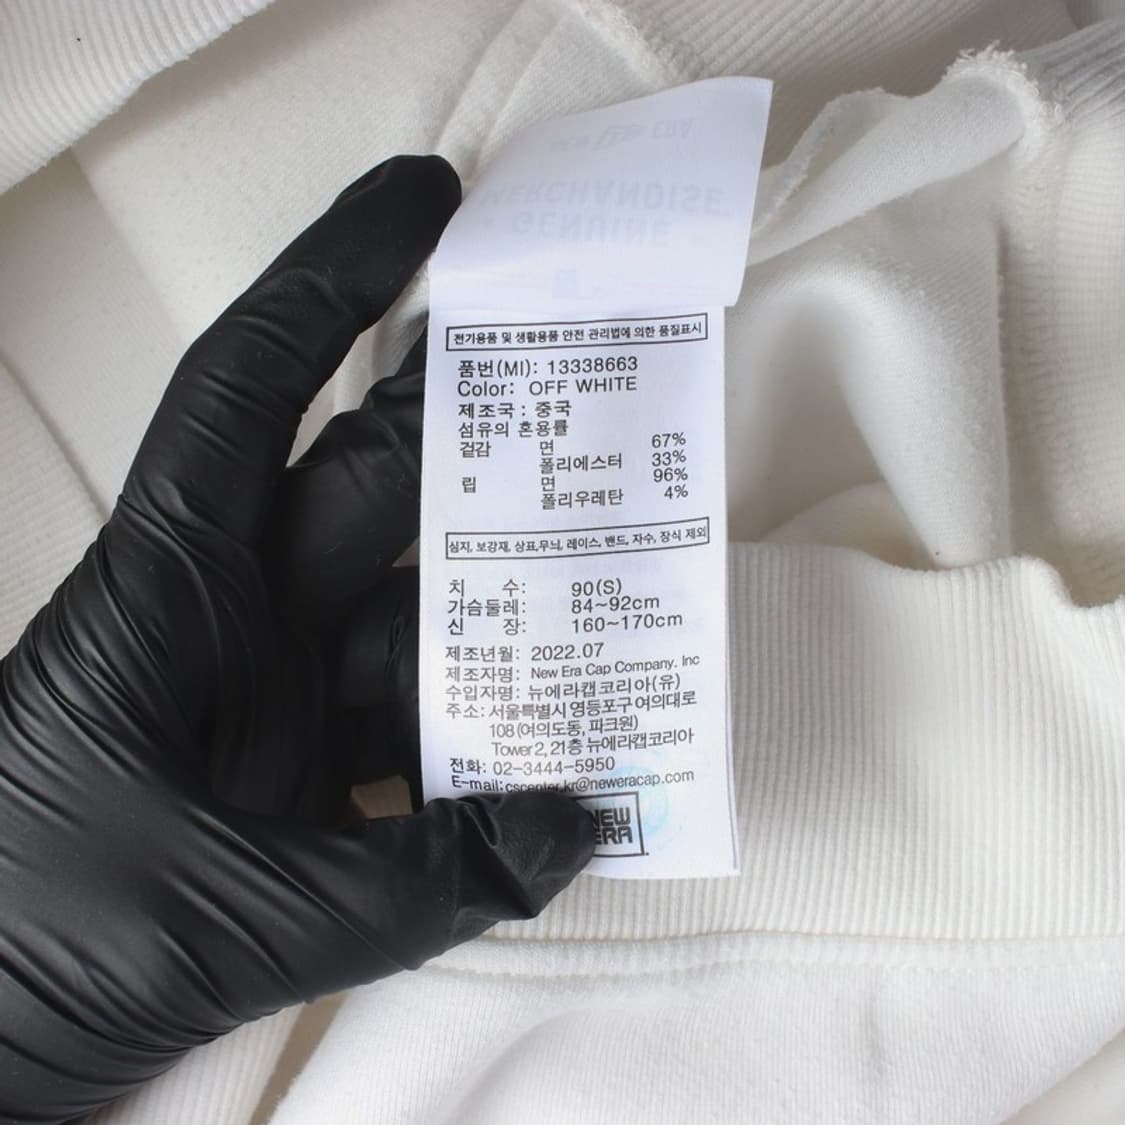 GENUINE
MERCHANDISE
전기용품 및 생활용품 안전 관리법에 의한 품질표시
품번(MI): 13338663
Color: OFF WHITE
제조국 : 중국
섬유의 혼용률
겉감 면 67%
폴리에스터 33%
립 면 96%
폴리우레탄 4%
심지, 보강재, 상표,무늬, 레이스, 밴드, 자수, 장식 제외
치 수: 90(S)
가슴둘레: 84~92cm
신 장: 160~170cm
제조년월: 2022.07
제조자명: New Era Cap Company. Inc
수입자명: 뉴에라캡코리아(유)
주소: 서울특별시 영등포구 여의대로
108 (여의도동, 파크원)
Tower 2, 21층 뉴에라캡코리아
전화: 02-3444-5950
E-mail: cscenter.kr@neweracap.com
NEW
ERA